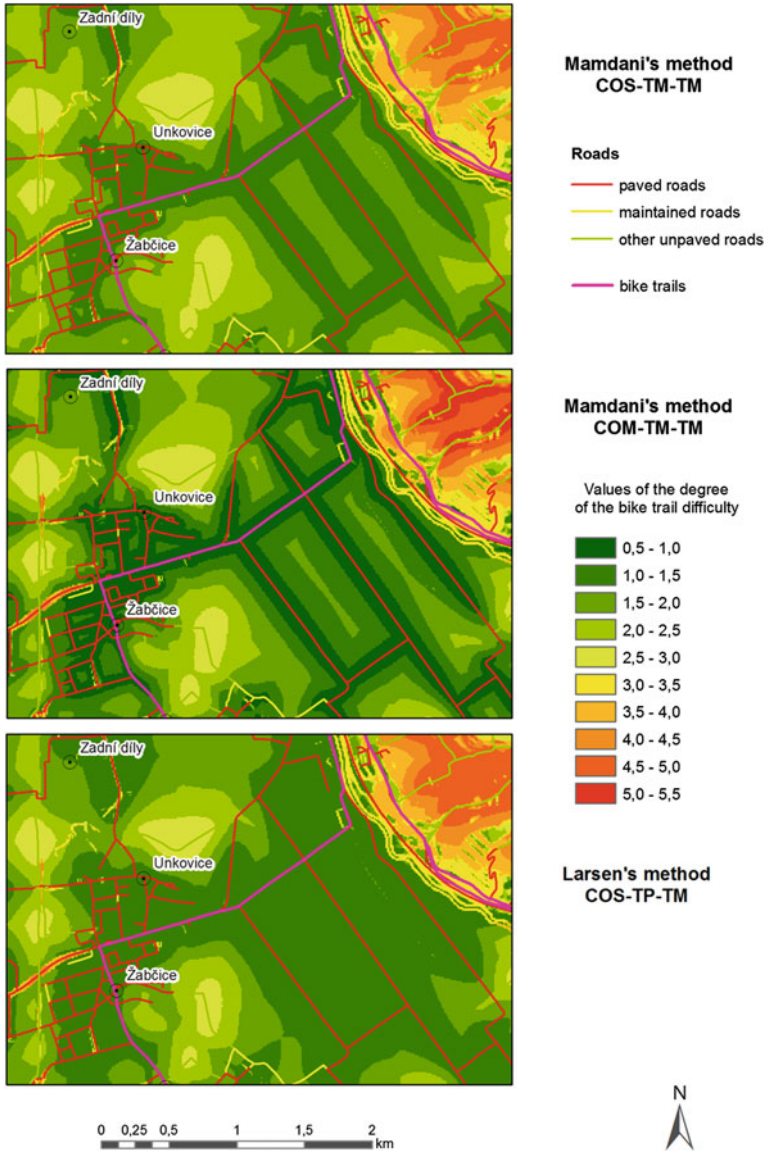 Zadní díly
Unkovice
Žabčice
Mamdani's method
COS-TM-TM
Roads
paved roads
maintained roads
other unpaved roads
bike trails
Zadní díly
Unkovice
Žabčice
Mamdani's method
COM-TM-TM
Values of the degree
of the bike trail difficulty
0,5 - 1,0
1,0 - 1,5
1,5 - 2,0
2,0 - 2,5
2,5 - 3,0
3,0 - 3,5
3,5 - 4,0
4,0 - 4,5
4,5 - 5,0
5,0 - 5,5
Zadní díly
Unkovice
Žabčice
Larsen's method
COS-TP-TM
0 0,25 0,5 1 1,5 2
km
N